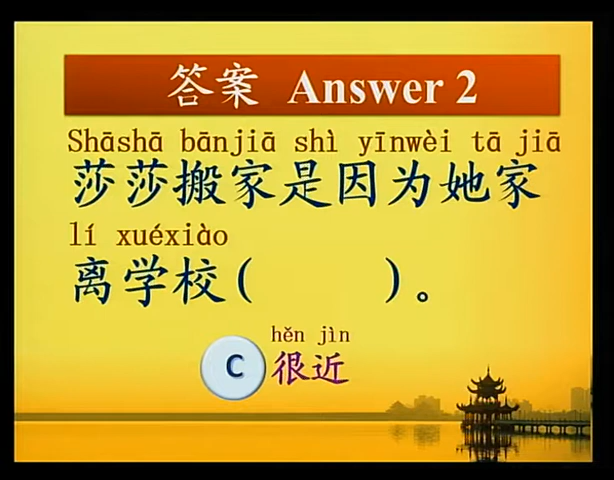 答案 Answer 2
Shāshā bānjiā shì yīnwèi tā jiā
莎莎搬家是因为她家
lí xuéxiào
离学校(      )。
hěn jìn
C 很近